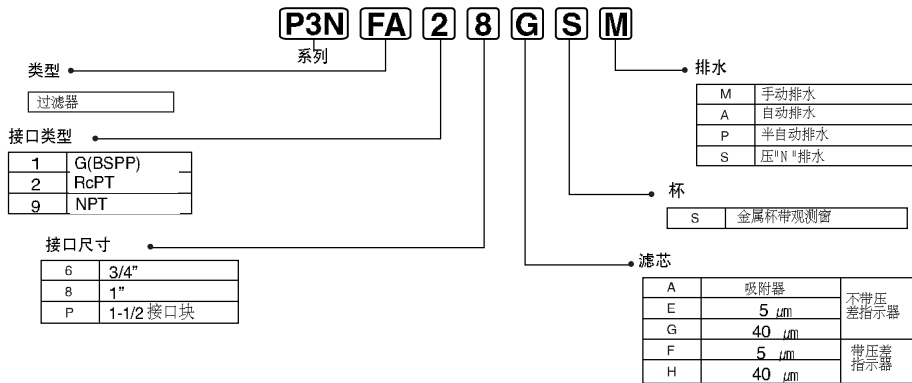 P3N FA 2 8 G S M
系列
类型
过滤器
接口类型
1 G(BSPP)
2 RcPT
9 NPT
接口尺寸
6 3/4”
8 1”
P 1-1/2 接口块
排水
M 手动排水
A 自动排水
P 半自动排水
S 压"N "排水
杯
S 金属杯带观测窗
滤芯
A 吸附器
E 5 μm
G 40 μm
不带压
差指示器
F 5 μm
H 40 μm
带压差
指示器